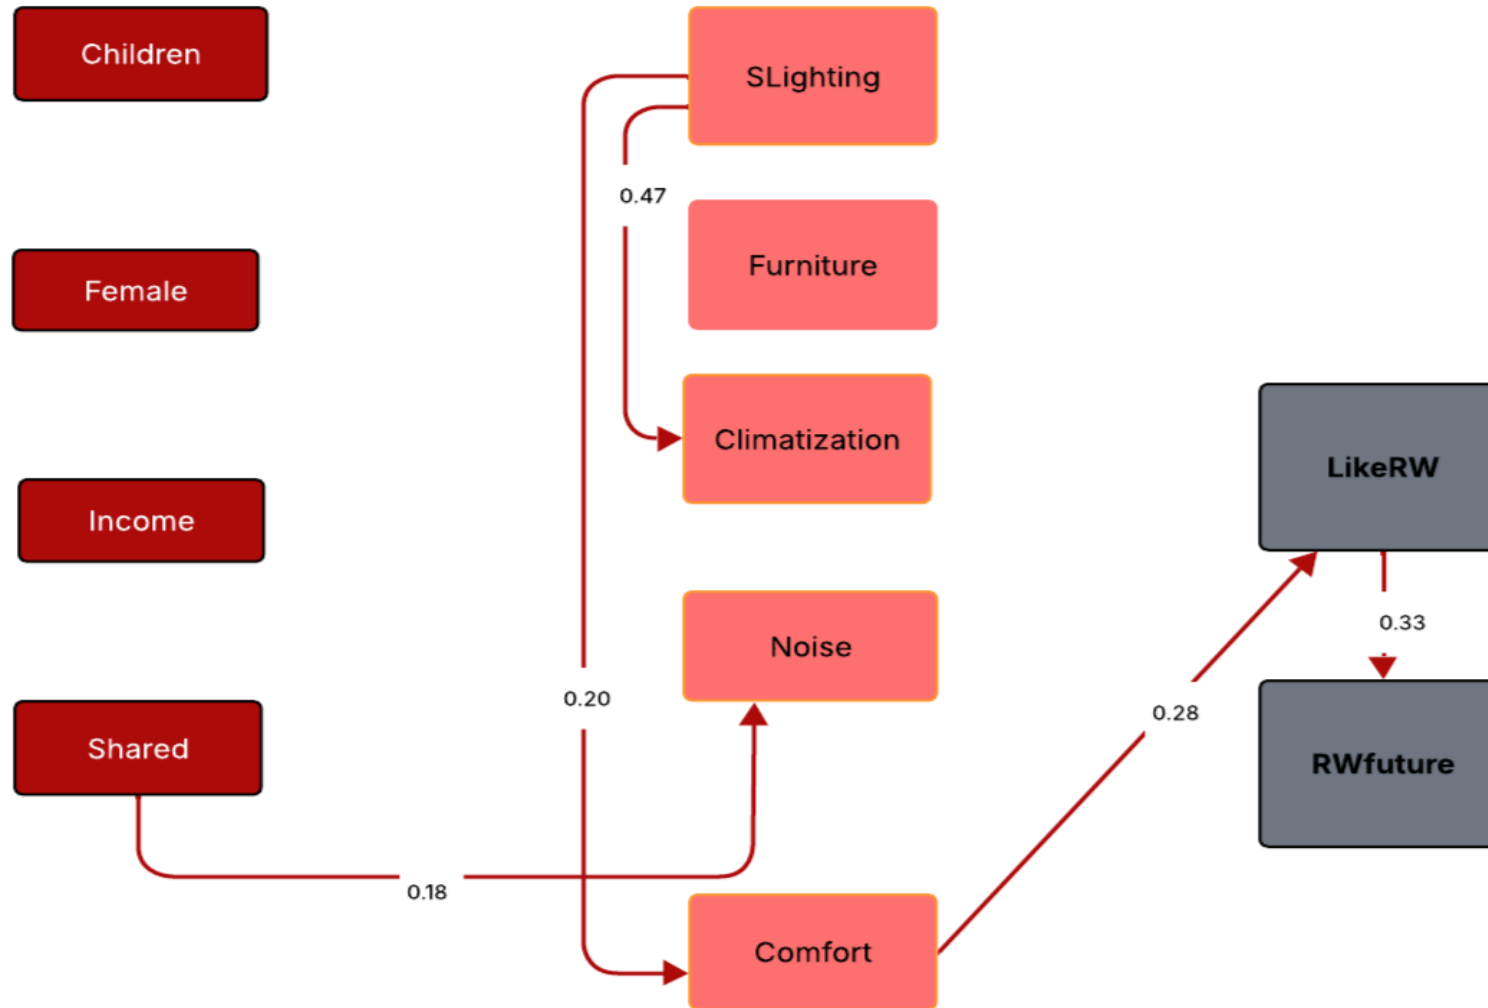 Children
SLighting
0.47
Furniture
Female
Climatization
LikeRW
Income
0.33
Noise
0.20
0.28
Shared
RWfuture
0.18
Comfort